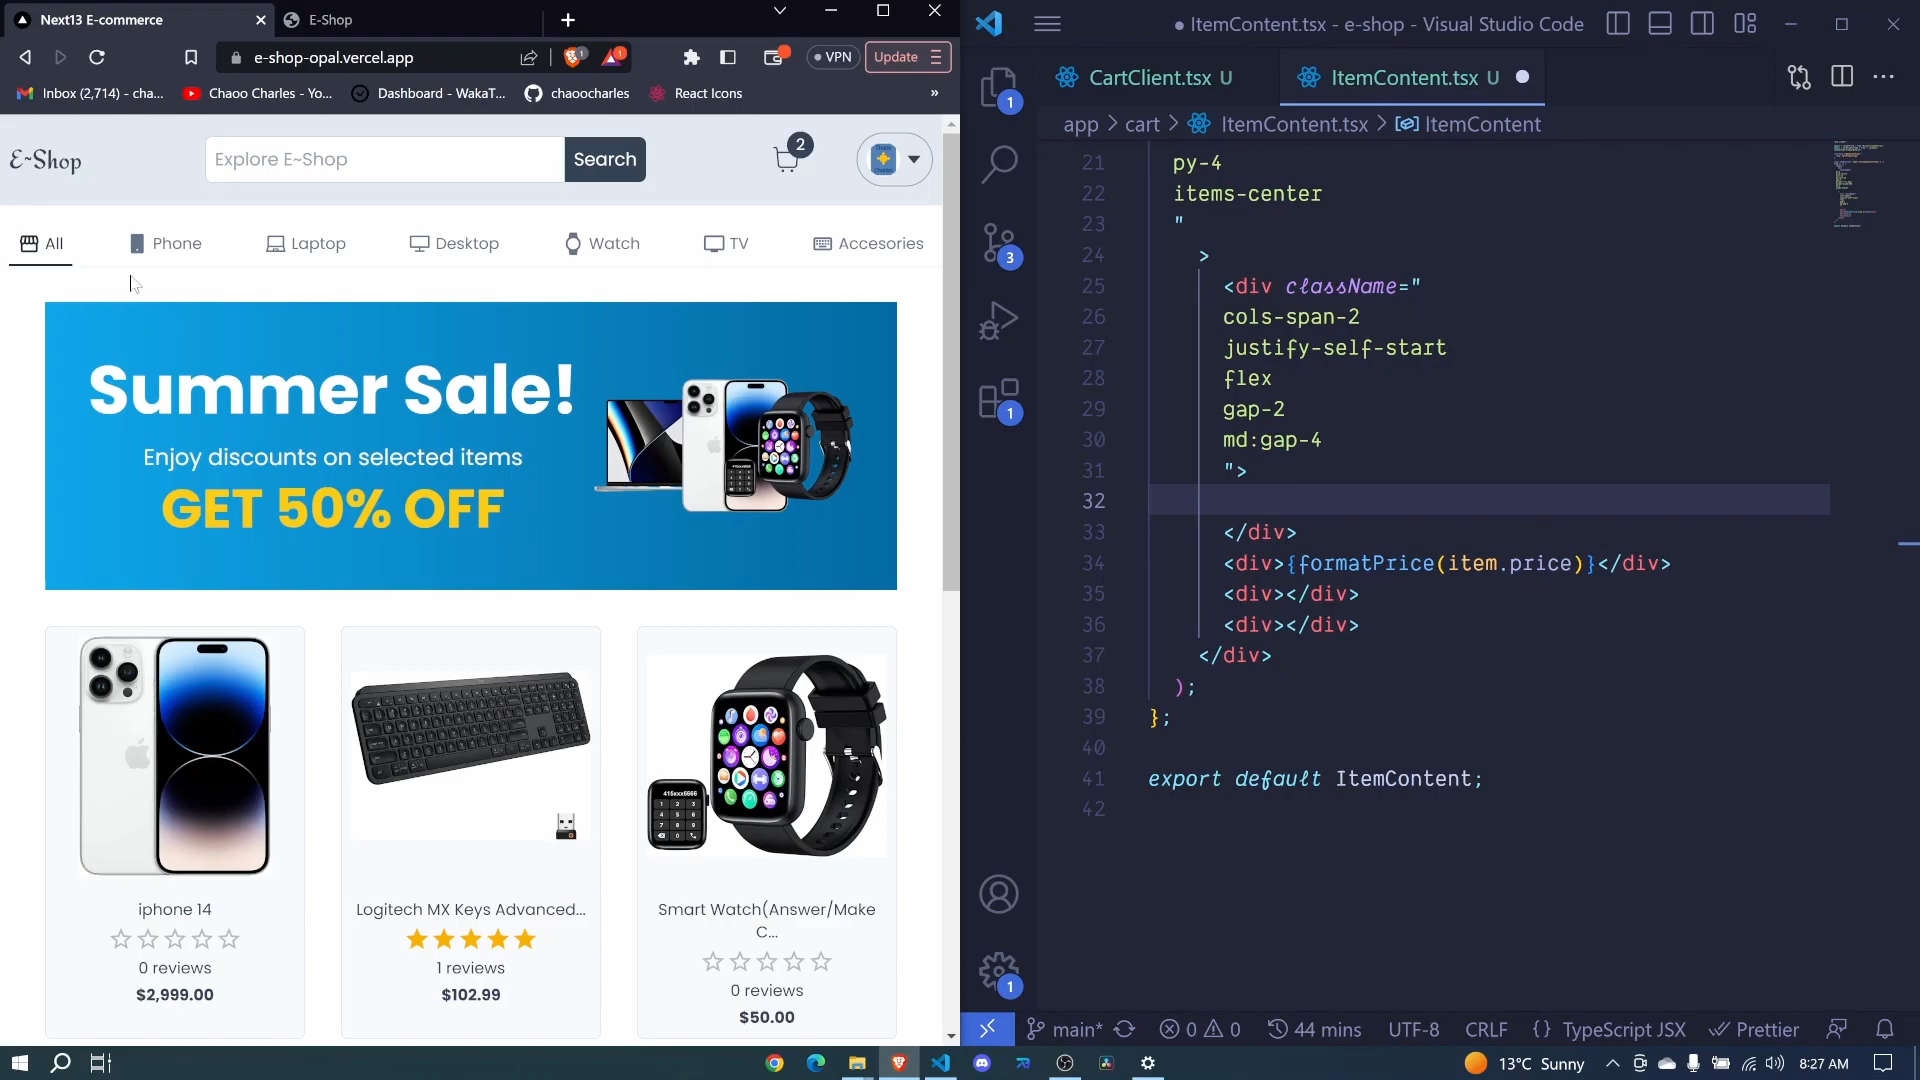 Next13 E-commerce
E-Shop
e-shop-opal.vercel.app
1
1
VPN
Update
Inbox (2,714) - cha...
Chaoo Charles - Yo...
Dashboard - WakaT...
chaoocharles
React Icons
»
E~Shop
Explore E~Shop
Search
2
All
Phone
Laptop
Desktop
Watch
TV
Accesories
Summer Sale!
Enjoy discounts on selected items
GET 50% OFF
iphone 14
0 reviews
$2,999.00
Logitech MX Keys Advanced...
1 reviews
$102.99
415xxx6566
Smart Watch(Answer/Make
C...
0 reviews
$50.00
ItemContent.tsx - e-shop - Visual Studio Code
CartClient.tsx U
ItemContent.tsx U
app > cart > ItemContent.tsx > ItemContent
1
3
1
1
21 py-4
22 items-center
23 "
24 >
25 <div className="
26 cols-span-2
27 justify-self-start
28 flex
29 gap-2
30 md:gap-4
31 ">
32
33 </div>
34 <div>{formatPrice(item.price)}</div>
35 <div></div>
36 <div></div>
37 </div>
38 );
39 };
40
41 export default ItemContent;
42
main*
0
0
44 mins
UTF-8
CRLF
{ } TypeScript JSX
Prettier
13°C Sunny
8:27 AM